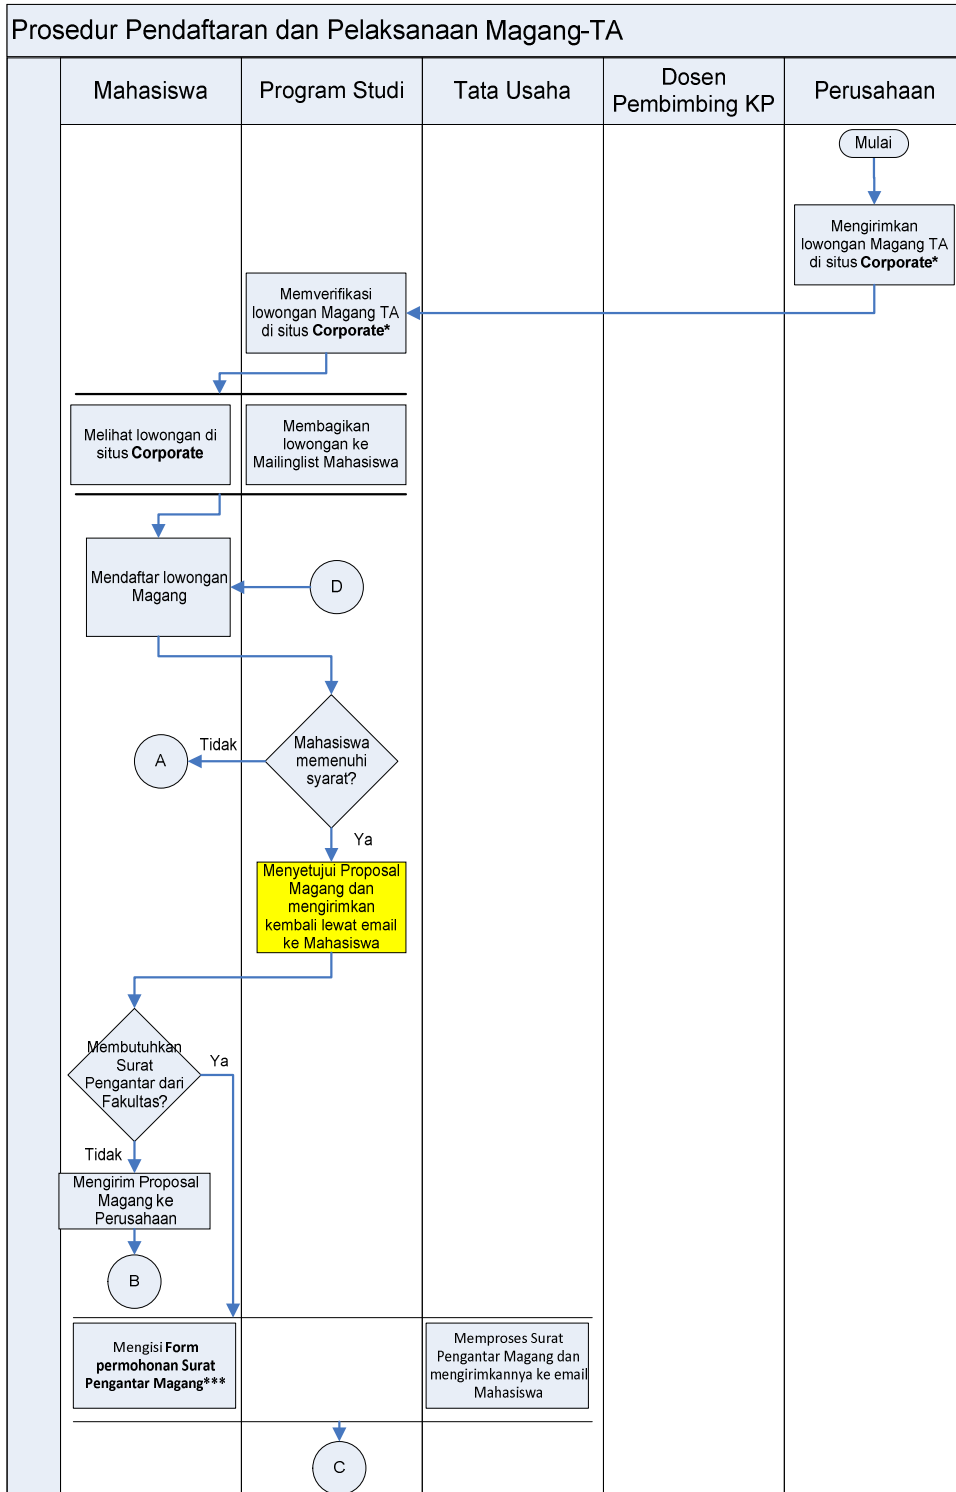 Prosedur Pendaftaran dan Pelaksanaan Magang-TA
Mahasiswa
Program Studi
Tata Usaha
Dosen
Pembimbing KP
Perusahaan
Mulai
Mengirimkan
lowongan Magang TA
di situs Corporate*
Memverifikasi
lowongan Magang TA
di situs Corporate*
Melihat lowongan di
situs Corporate
Membagikan
lowongan ke
Mailinglist Mahasiswa
Mendaftar lowongan
Magang
D
Mahasiswa
memenuhi
syarat?
Tidak
A
Ya
Menyetujui Proposal
Magang dan
mengirimkan
kembali lewat email
ke Mahasiswa
Membutuhkan
Surat
Pengantar dari
Fakultas?
Ya
Tidak
Mengirim Proposal
Magang ke
Perusahaan
B
Mengisi Form
permohonan Surat
Pengantar Magang***
Memproses Surat
Pengantar Magang dan
mengirimkannya ke email
Mahasiswa
C